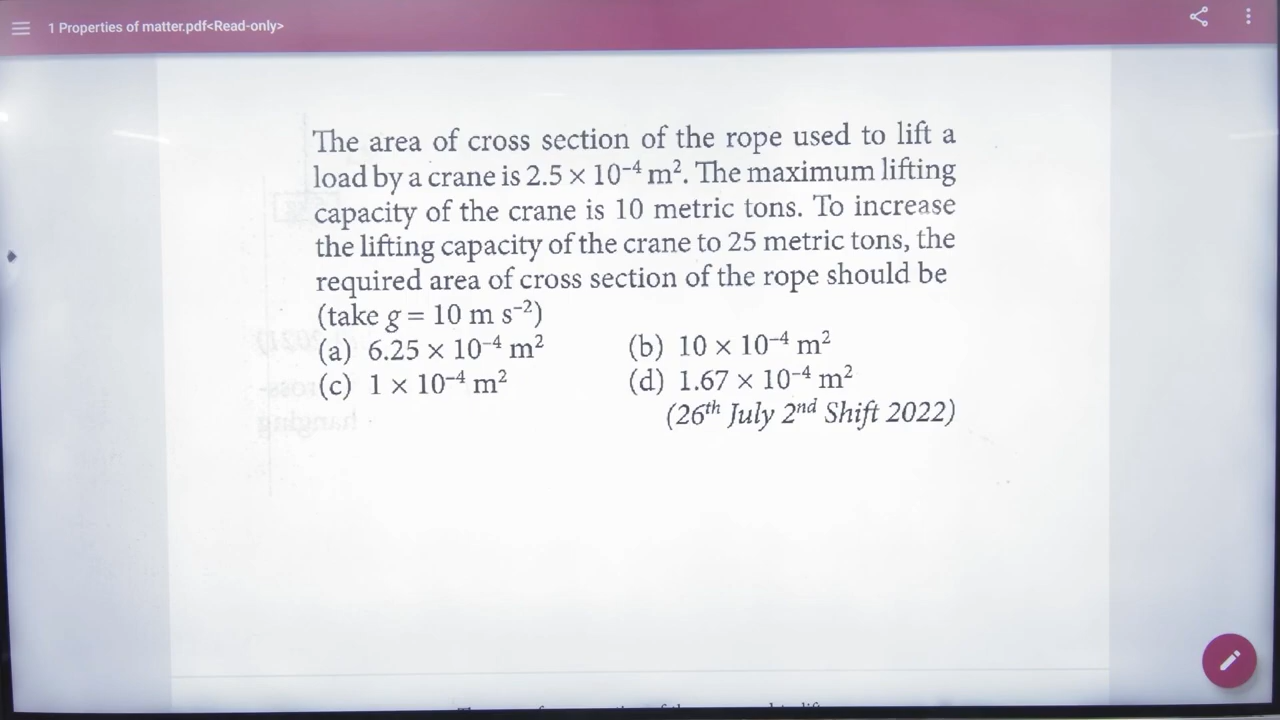 1 Properties of matter.pdf<Read-only>
The area of cross section of the rope used to lift a
load by a crane is 2.5 × 10⁻⁴ m². The maximum lifting
capacity of the crane is 10 metric tons. To increase
the lifting capacity of the crane to 25 metric tons, the
required area of cross section of the rope should be
(take g = 10 m s⁻²)
(a) 6.25 × 10⁻⁴ m² (b) 10 × 10⁻⁴ m²
(c) 1 × 10⁻⁴ m² (d) 1.67 × 10⁻⁴ m²
(26th July 2nd Shift 2022)